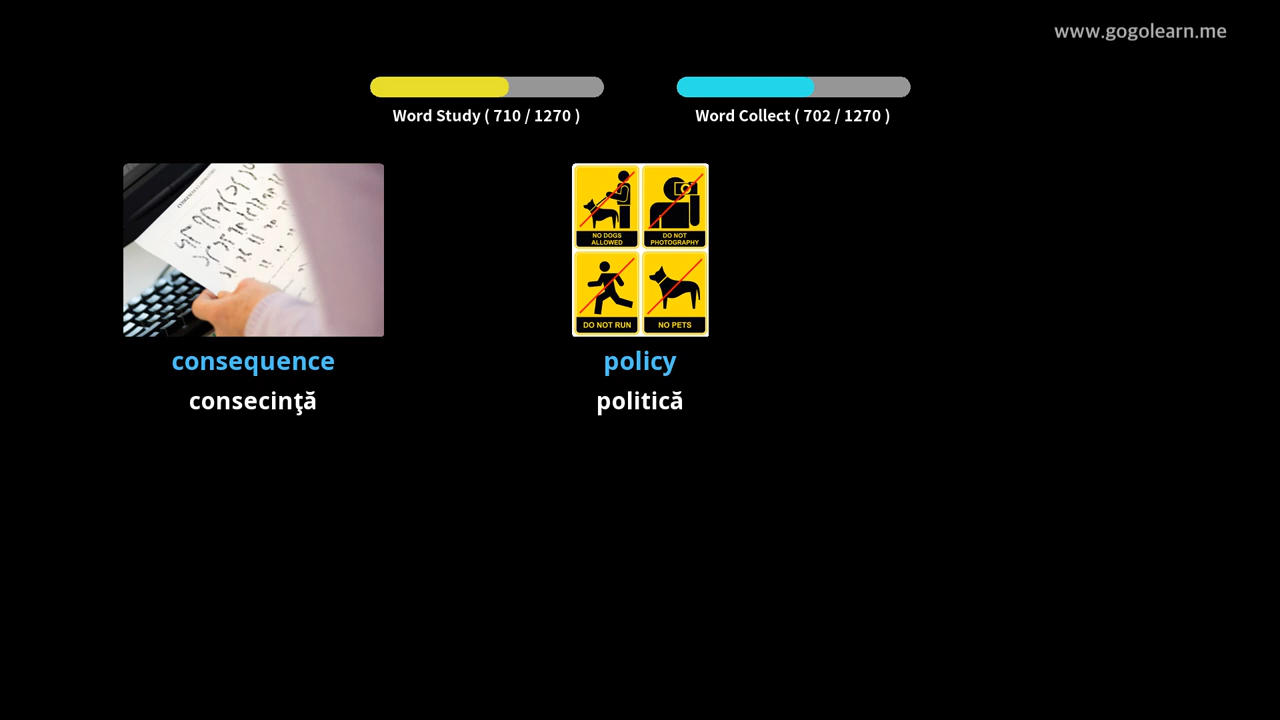 www.gogolearn.me
Word Study ( 710 / 1270 )
Word Collect ( 702 / 1270 )
NO DOGS
ALLOWED
DO NOT
PHOTOGRAPHY
DO NOT RUN
NO PETS
consequence
policy
consecinţă
politică